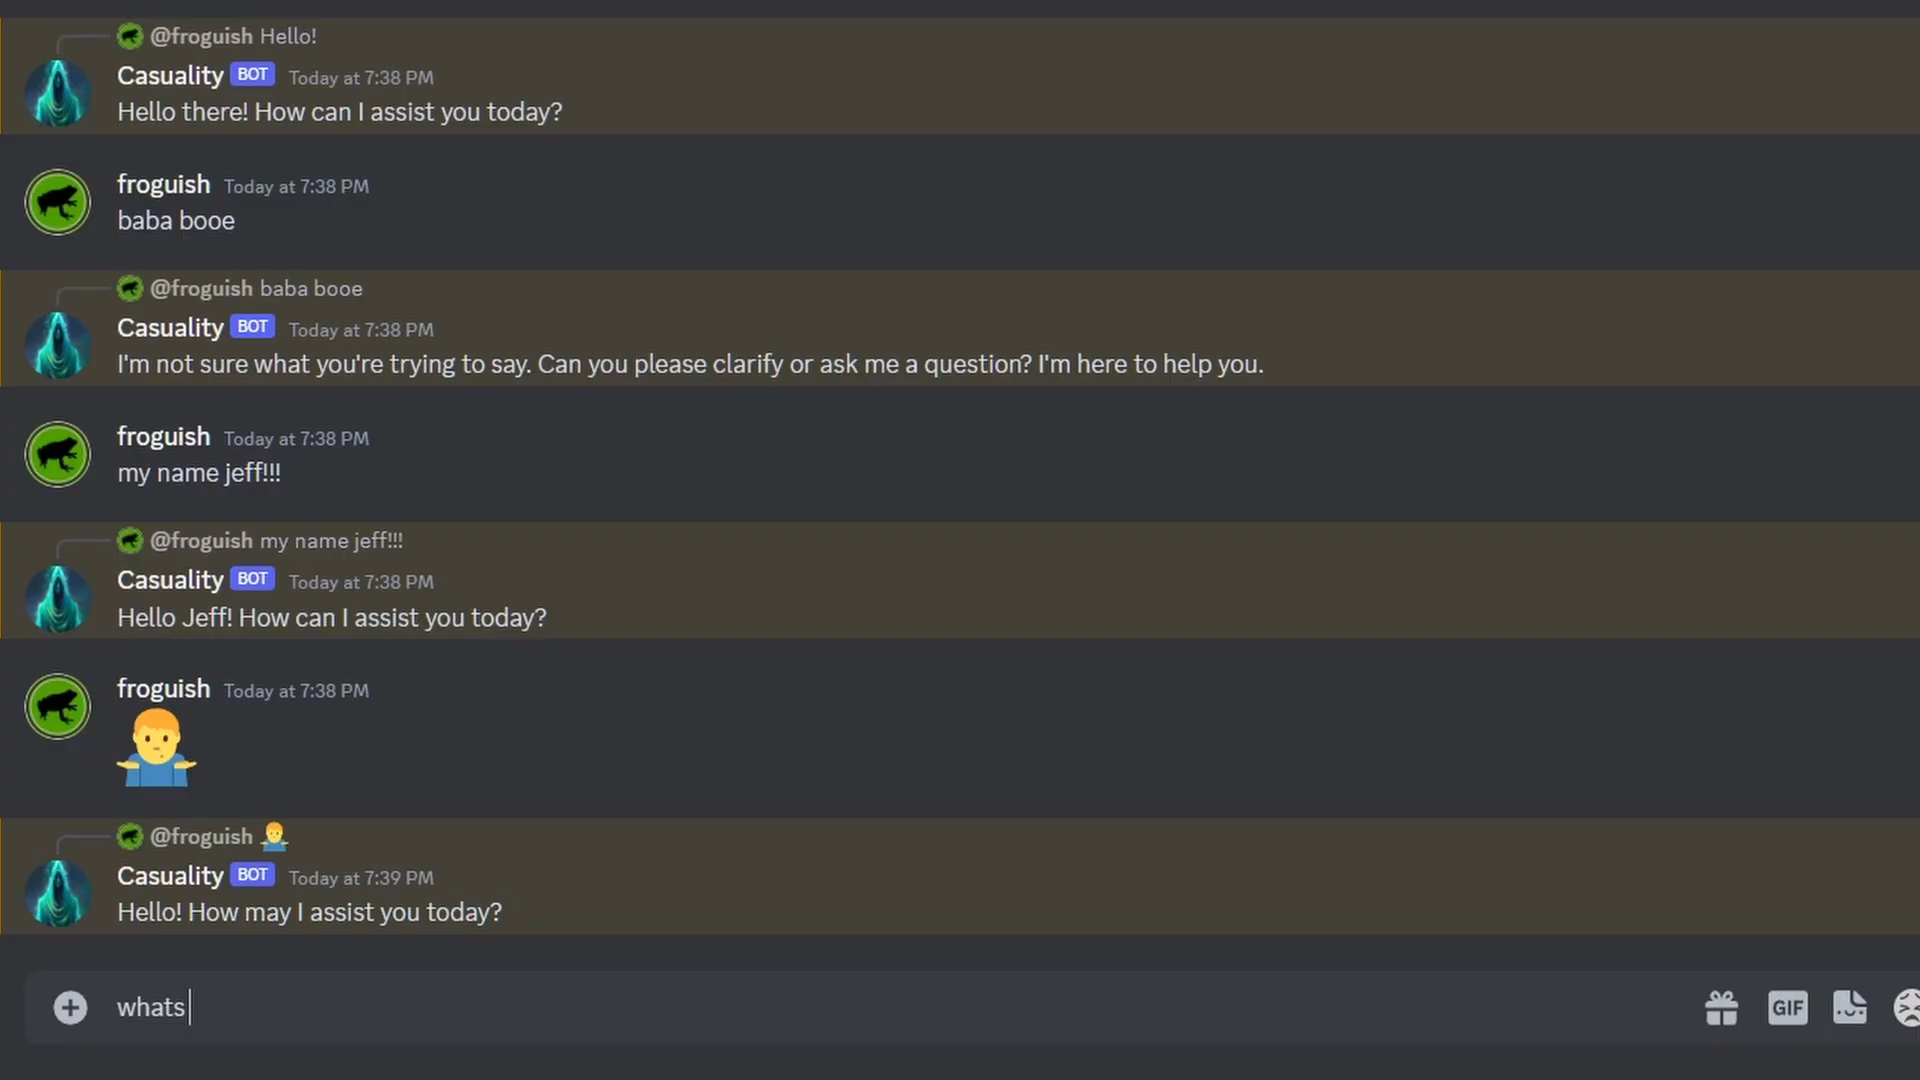 @froguish Hello!
Casuality BOT Today at 7:38 PM
Hello there! How can I assist you today?
froguish Today at 7:38 PM
baba booe
@froguish baba booe
Casuality BOT Today at 7:38 PM
I'm not sure what you're trying to say. Can you please clarify or ask me a question? I'm here to help you.
froguish Today at 7:38 PM
my name jeff!!!
@froguish my name jeff!!!
Casuality BOT Today at 7:38 PM
Hello Jeff! How can I assist you today?
froguish Today at 7:38 PM
@froguish
Casuality BOT Today at 7:39 PM
Hello! How may I assist you today?
whats
GIF